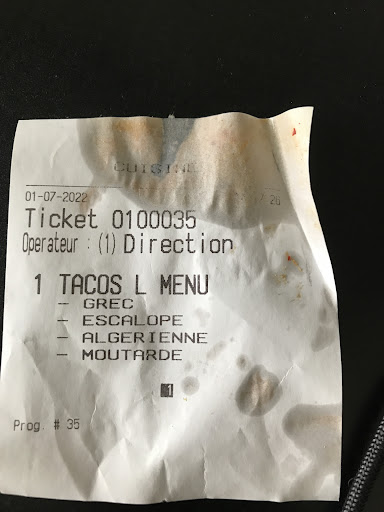 CUISINE
01-07-2022 20
Ticket 0100035
Operateur : (1) Direction
1 TACOS L MENU
- GREC
- ESCALOPE
- ALGERIENNE
- MOUTARDE
1
Prog. # 35